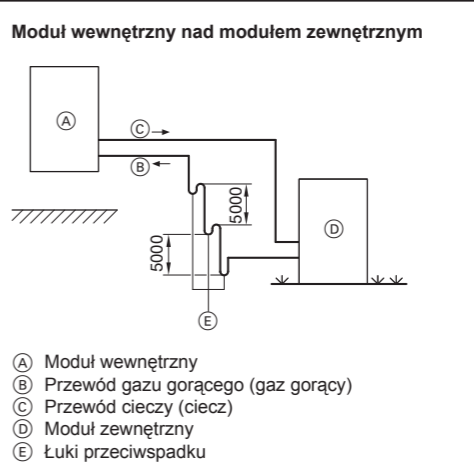 Moduł wewnętrzny nad modułem zewnętrznym
A
C
B
5000
5000
D
E
A Moduł wewnętrzny
B Przewód gazu gorącego (gaz gorący)
C Przewód cieczy (ciecz)
D Moduł zewnętrzny
E Łuki przeciwspadku